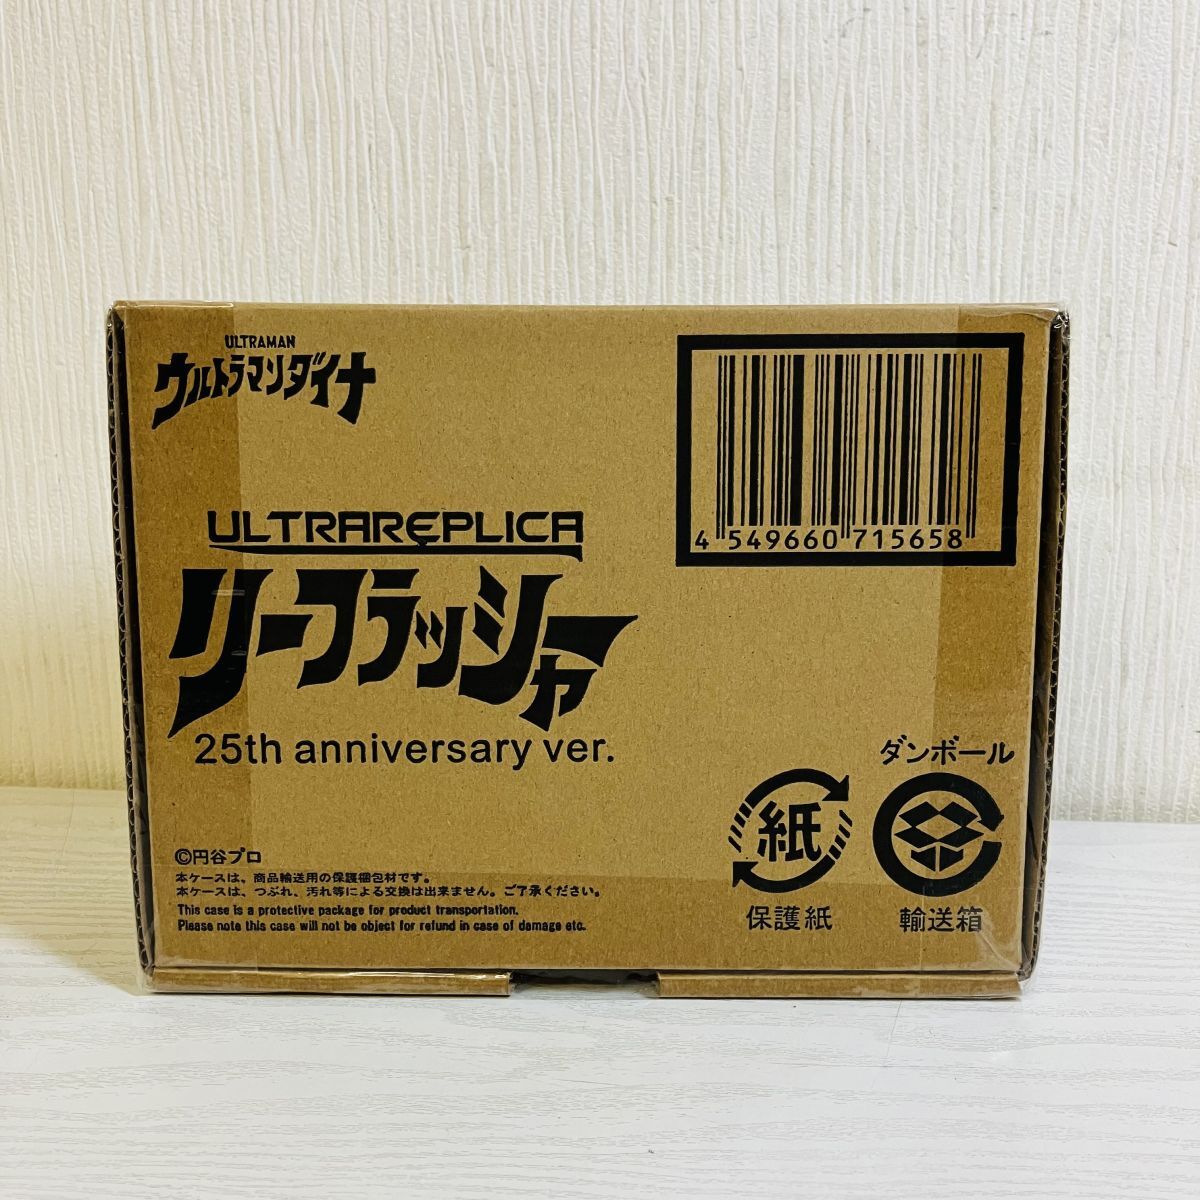 ULTRAMAN
ウルトラマンダイナ
4 549660 715658
ULTRAREPLICA
リーフラッシャー
25th anniversary ver.
ダンボール
紙
保護紙
輸送箱
©円谷プロ
本ケースは、商品輸送用の保護梱包材です。
本ケースは、つぶれ、汚れ等による交換は出来ません。ご了承ください。
This case is a protective package for product transportation.
Please note this case will not be object for refund in case of damage etc.